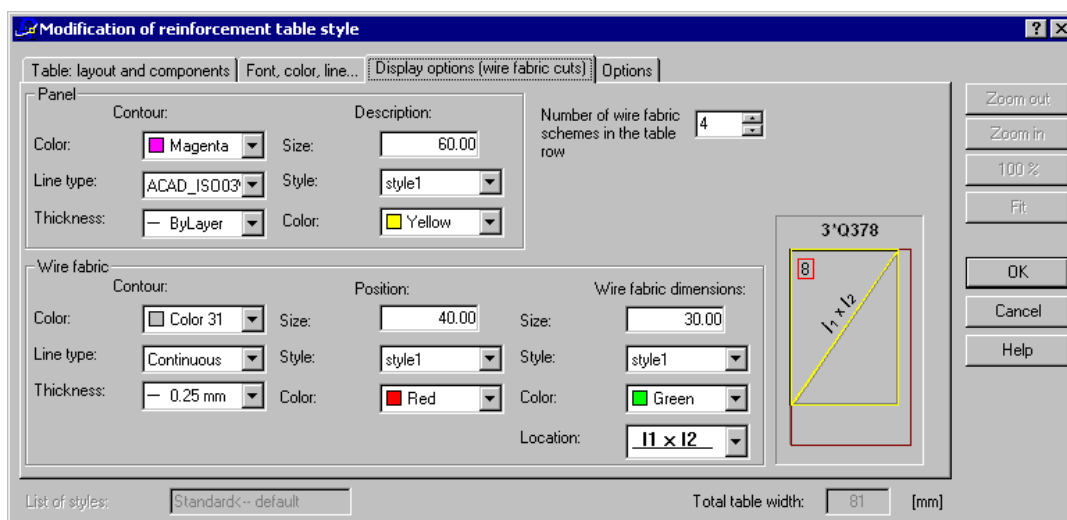 Modification of reinforcement table style
Table: layout and components Font, color, line... Display options (wire fabric cuts) Options
Panel
Contour: Description:
Color: Magenta Size: 60.00
Line type: ACAD_ISO03 Style: style1
Thickness: ByLayer Color: Yellow
Number of wire fabric
schemes in the table
row
4
Wire fabric
Contour: Position: Wire fabric dimensions:
Color: Color 31 Size: 40.00 Size: 30.00
Line type: Continuous Style: style1 Style: style1
Thickness: 0.25 mm Color: Red Color: Green
Location: l1 x l2
3*Q378
8
l1 x l2
Zoom out
Zoom in
100 %
Fit
OK
Cancel
Help
List of styles: Standard<-- default Total table width: 81 [mm]